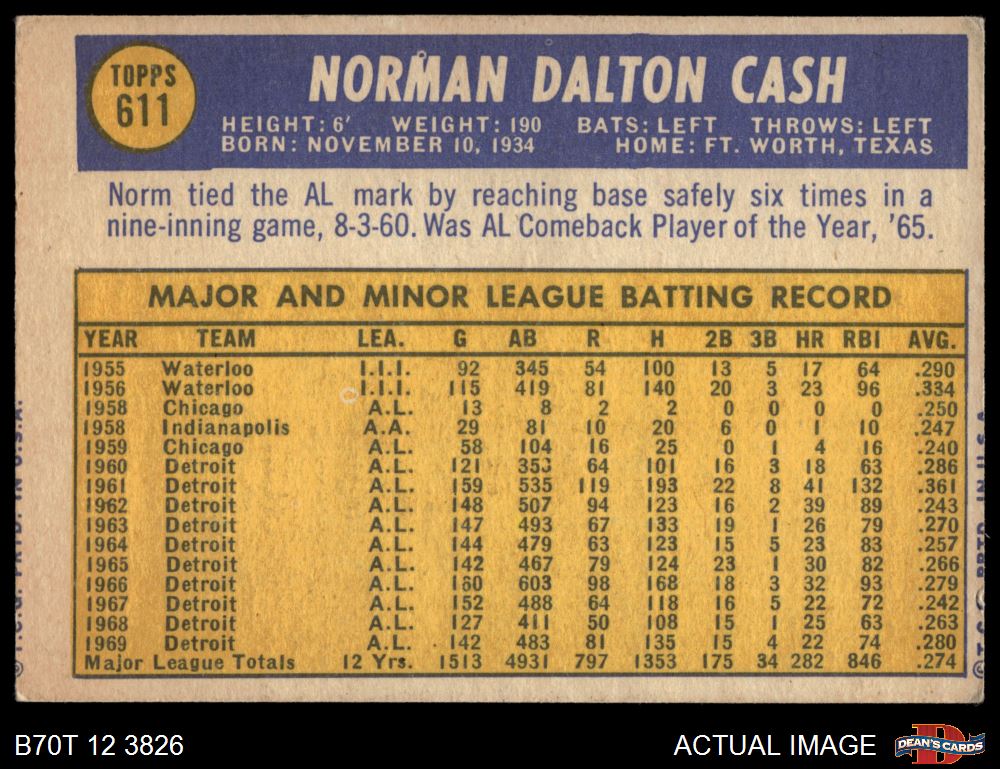 TOPPS
611
NORMAN DALTON CASH
HEIGHT: 6' WEIGHT: 190 BATS: LEFT THROWS: LEFT
BORN: NOVEMBER 10, 1934 HOME: FT. WORTH, TEXAS
Norm tied the AL mark by reaching base safely six times in a
nine-inning game, 8-3-60. Was AL Comeback Player of the Year, '65.
MAJOR AND MINOR LEAGUE BATTING RECORD
YEAR TEAM LEA. G AB R H 2B 3B HR RBI AVG.
1955 Waterloo I.I.I. 92 345 54 100 13 5 17 64 .290
1956 Waterloo I.I.I. 115 419 81 140 20 3 23 96 .334
1958 Chicago A.L. 13 8 2 2 0 0 0 0 .250
1958 Indianapolis A.A. 29 81 10 20 6 0 1 10 .247
1959 Chicago A.L. 58 104 16 25 0 1 4 16 .240
1960 Detroit A.L. 121 353 64 101 16 3 18 63 .286
1961 Detroit A.L. 159 535 119 193 22 8 41 132 .361
1962 Detroit A.L. 148 507 94 123 16 2 39 89 .243
1963 Detroit A.L. 147 493 67 133 19 1 26 79 .270
1964 Detroit A.L. 144 479 63 123 15 5 23 83 .257
1965 Detroit A.L. 142 467 79 124 23 1 30 82 .266
1966 Detroit A.L. 160 603 98 168 18 3 32 93 .279
1967 Detroit A.L. 152 488 64 118 16 5 22 72 .242
1968 Detroit A.L. 127 411 50 108 15 1 25 63 .263
1969 Detroit A.L. 142 483 81 135 15 4 22 74 .280
Major League Totals 12 Yrs. 1513 4931 797 1353 175 34 282 846 .274
B70T 12 3826
ACTUAL IMAGE
DEAN'S CARDS